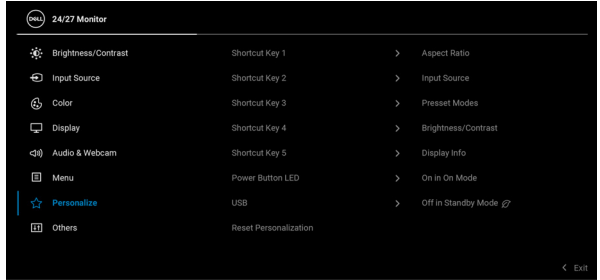 DELL 24/27 Monitor
Brightness/Contrast Shortcut Key 1 > Aspect Ratio
Input Source Shortcut Key 2 > Input Source
Color Shortcut Key 3 > Presset Modes
Display Shortcut Key 4 > Brightness/Contrast
Audio & Webcam Shortcut Key 5 > Display Info
Menu Power Button LED > On in On Mode
Personalize USB > Off in Standby Mode
Others Reset Personalization
< Exit